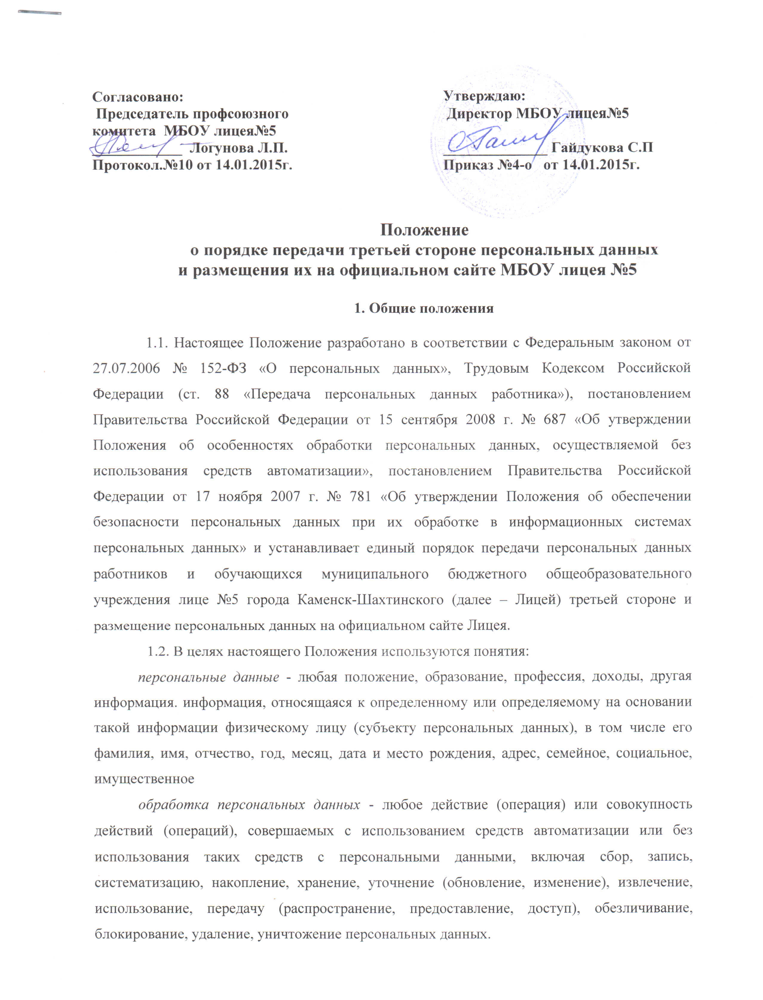 Согласовано:
Председатель профсоюзного
комитета МБОУ лицея№5
Логунова Л.П.
Протокол.№10 от 14.01.2015г.
Утверждаю:
Директор МБОУ лицея№5
Гайдукова С.П
Приказ №4-о от 14.01.2015г.
Положение
о порядке передачи третьей стороне персональных данных
и размещения их на официальном сайте МБОУ лицея №5
1. Общие положения
1.1. Настоящее Положение разработано в соответствии с Федеральным законом от
27.07.2006 № 152-ФЗ «О персональных данных», Трудовым Кодексом Российской
Федерации (ст. 88 «Передача персональных данных работника»), постановлением
Правительства Российской Федерации от 15 сентября 2008 г. № 687 «Об утверждении
Положения об особенностях обработки персональных данных, осуществляемой без
использования средств автоматизации», постановлением Правительства Российской
Федерации от 17 ноября 2007 г. № 781 «Об утверждении Положения об обеспечении
безопасности персональных данных при их обработке в информационных системах
персональных данных» и устанавливает единый порядок передачи персональных данных
работников и обучающихся муниципального бюджетного общеобразовательного
учреждения лице №5 города Каменск-Шахтинского (далее – Лицей) третьей стороне и
размещение персональных данных на официальном сайте Лицея.
1.2. В целях настоящего Положения используются понятия:
персональные данные - любая положение, образование, профессия, доходы, другая
информация. информация, относящаяся к определенному или определяемому на основании
такой информации физическому лицу (субъекту персональных данных), в том числе его
фамилия, имя, отчество, год, месяц, дата и место рождения, адрес, семейное, социальное,
имущественное
обработка персональных данных - любое действие (операция) или совокупность
действий (операций), совершаемых с использованием средств автоматизации или без
использования таких средств с персональными данными, включая сбор, запись,
систематизацию, накопление, хранение, уточнение (обновление, изменение), извлечение,
использование, передачу (распространение, предоставление, доступ), обезличивание,
блокирование, удаление, уничтожение персональных данных.